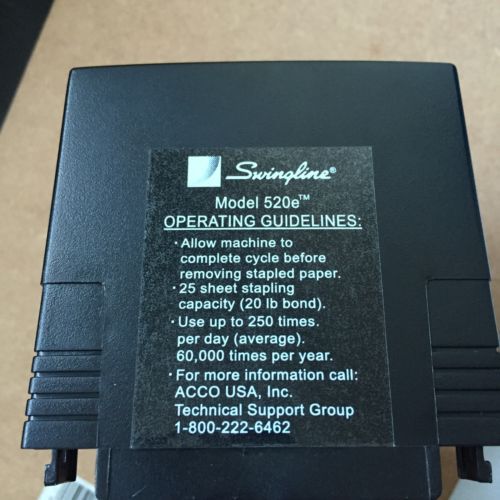 Swingline®
Model 520e™
OPERATING GUIDELINES:
· Allow machine to
complete cycle before
removing stapled paper.
· 25 sheet stapling
capacity (20 lb bond).
· Use up to 250 times.
per day (average).
60,000 times per year.
· For more information call:
ACCO USA, Inc.
Technical Support Group
1-800-222-6462